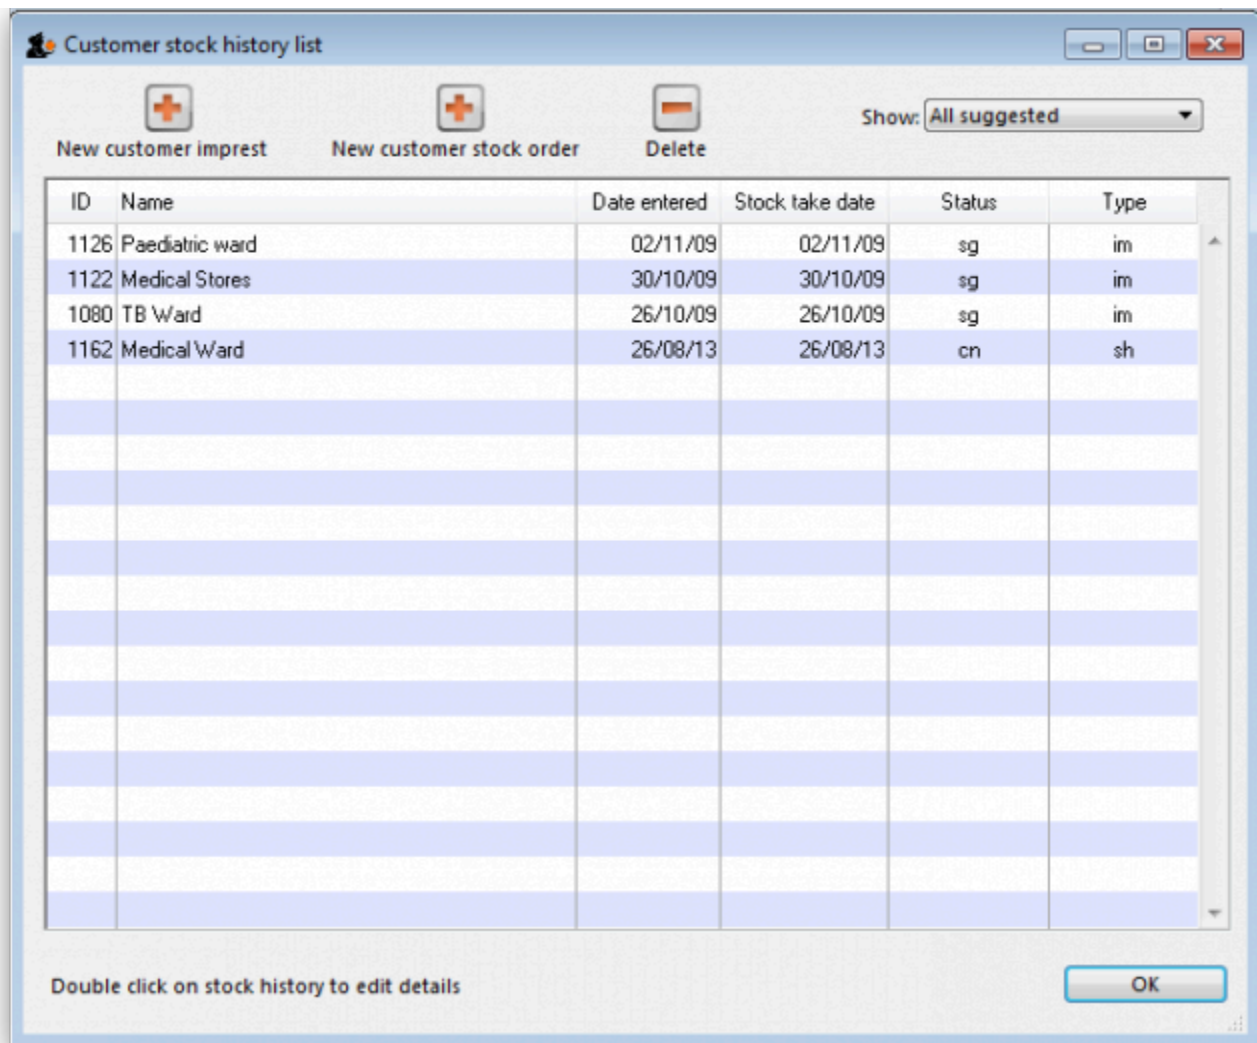 Customer stock history list
New customer imprest New customer stock order Delete Show: All suggested
ID Name Date entered Stock take date Status Type
1126 Paediatric ward 02/11/09 02/11/09 sg im
1122 Medical Stores 30/10/09 30/10/09 sg im
1080 TB Ward 26/10/09 26/10/09 sg im
1162 Medical Ward 26/08/13 26/08/13 cn sh
Double click on stock history to edit details OK